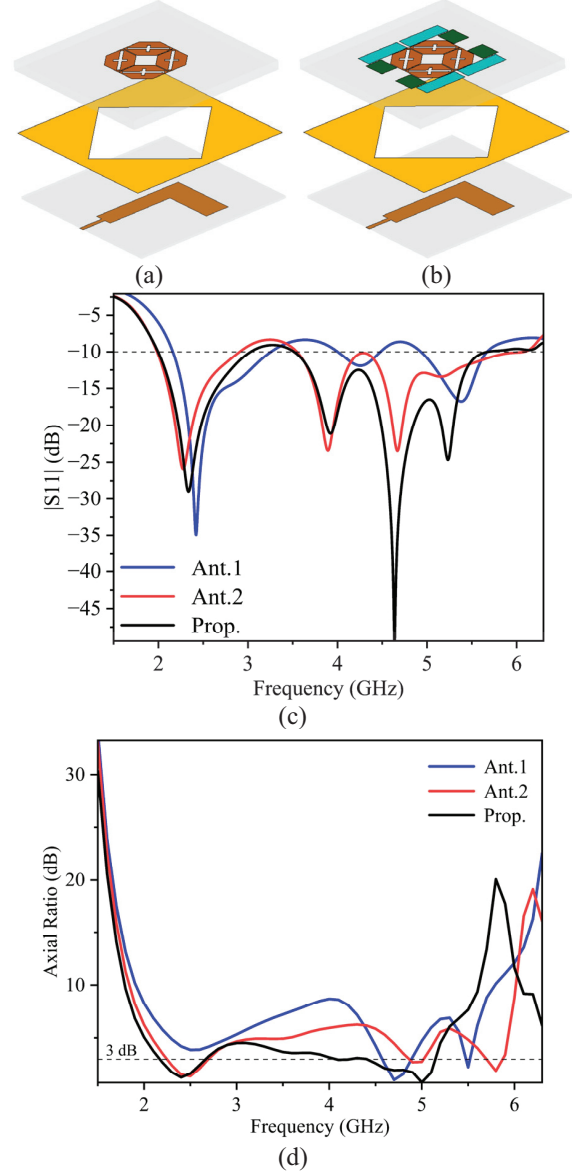 (a) (b)
−5
−10
−15
−20
−25
−30
−35
−40
−45
|S11| (dB)
Ant.1
Ant.2
Prop.
2 3 4 5 6
Frequency (GHz)
(c)
30
20
10
Axial Ratio (dB)
Ant.1
Ant.2
Prop.
3 dB
2 3 4 5 6
Frequency (GHz)
(d)